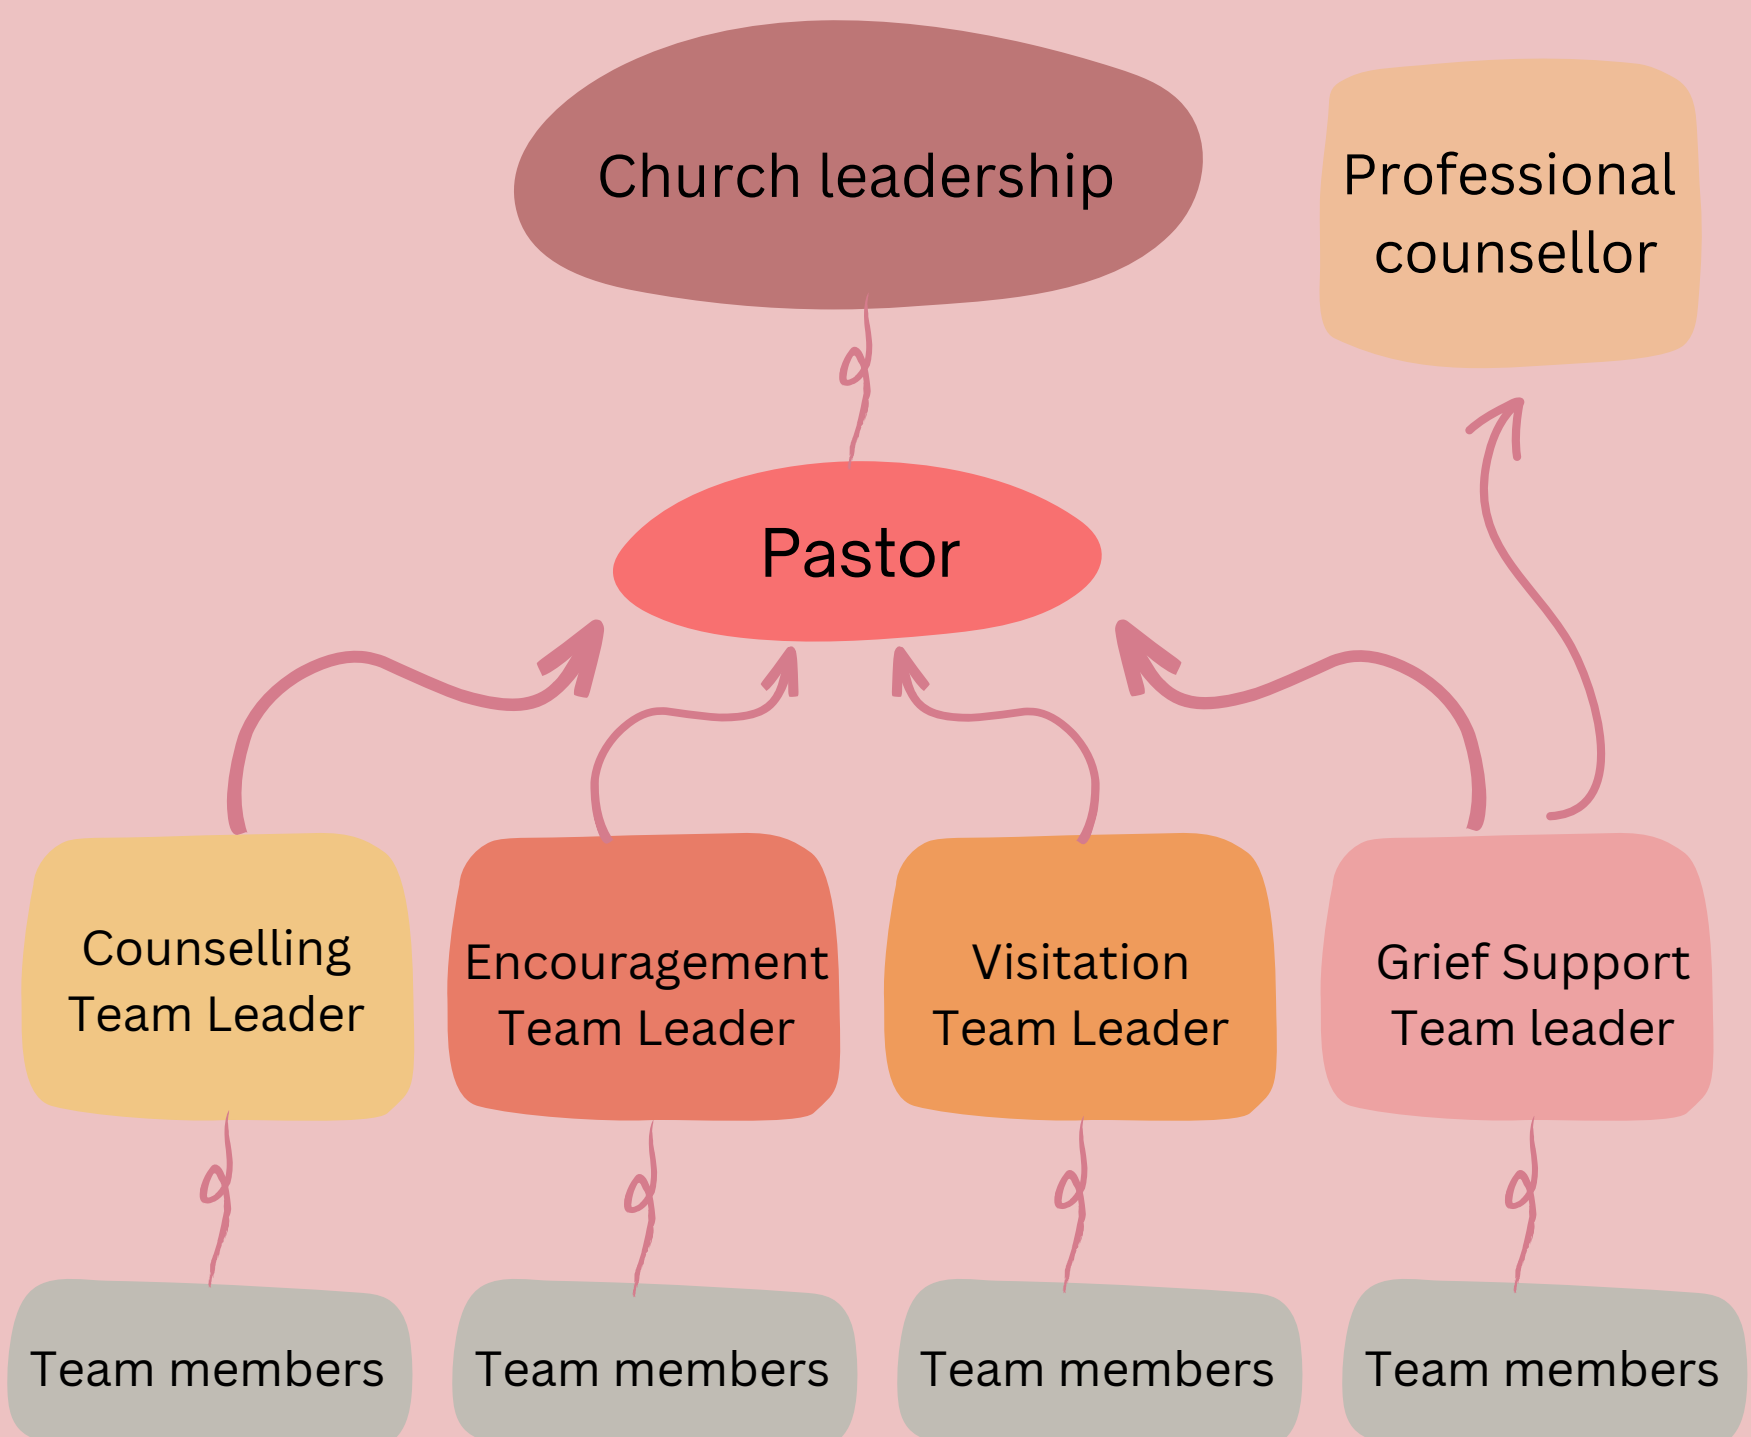 Church leadership
Professional
counsellor
Pastor
Counselling
Team Leader
Encouragement
Team Leader
Visitation
Team Leader
Grief Support
Team leader
Team members
Team members
Team members
Team members